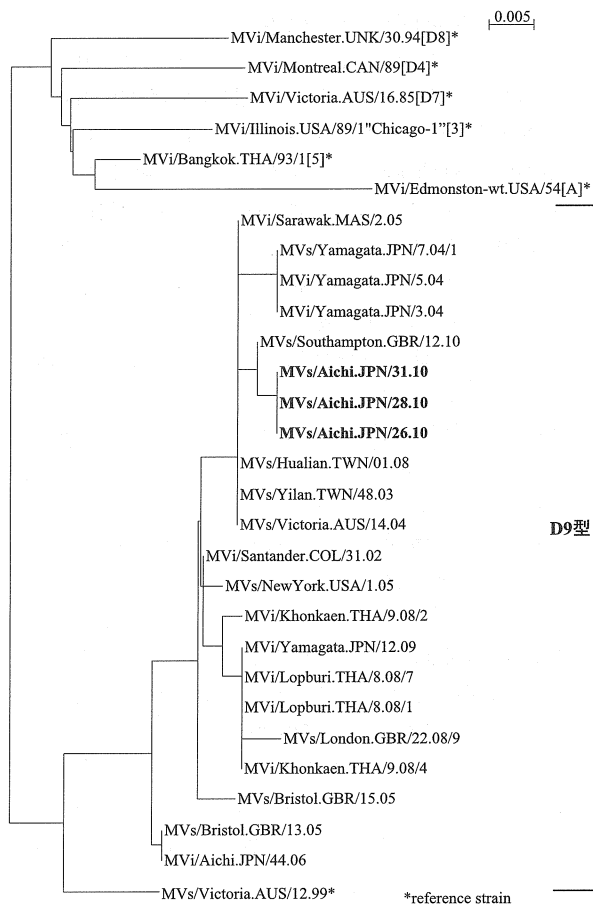 0.005
MVi/Manchester.UNK/30.94[D8]*
MVi/Montreal.CAN/89[D4]*
MVi/Victoria.AUS/16.85[D7]*
MVi/Illinois.USA/89/1"Chicago-1”[3]*
MVi/Bangkok.THA/93/1[5]*
MVi/Edmonston-wt.USA/54[A]*
MVi/Sarawak.MAS/2.05
MVs/Yamagata.JPN/7.04/1
MVi/Yamagata.JPN/5.04
MVi/Yamagata.JPN/3.04
MVs/Southampton.GBR/12.10
MVs/Aichi.JPN/31.10
MVs/Aichi.JPN/28.10
MVs/Aichi.JPN/26.10
MVs/Hualian.TWN/01.08
MVs/Yilan.TWN/48.03
MVs/Victoria.AUS/14.04
D9型
MVi/Santander.COL/31.02
MVs/NewYork.USA/1.05
MVi/Khonkaen.THA/9.08/2
MVi/Yamagata.JPN/12.09
MVi/Lopburi.THA/8.08/7
MVi/Lopburi.THA/8.08/1
MVs/London.GBR/22.08/9
MVi/Khonkaen.THA/9.08/4
MVs/Bristol.GBR/15.05
MVs/Bristol.GBR/13.05
MVi/Aichi.JPN/44.06
MVs/Victoria.AUS/12.99*
*reference strain